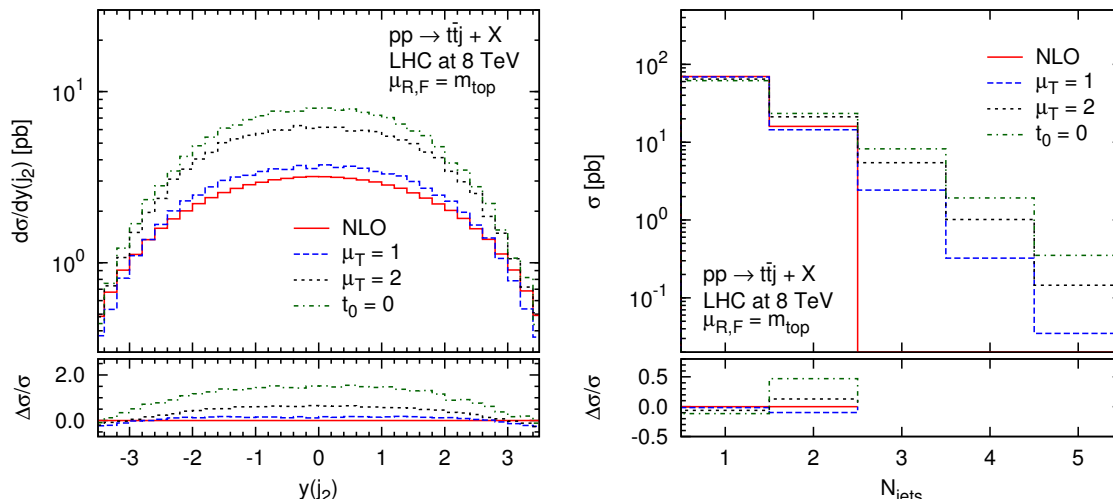 pp → tt̄j + X
LHC at 8 TeV
μR,F = mtop
10¹
10⁰
dσ/dy(j₂) [pb]
NLO
μT = 1
μT = 2
t₀ = 0
2.0
0.0
Δσ/σ
-3 -2 -1 0 1 2 3
y(j₂)
10²
10¹
10⁰
10⁻¹
σ [pb]
NLO
μT = 1
μT = 2
t₀ = 0
pp → tt̄j + X
LHC at 8 TeV
μR,F = mtop
0.5
0.0
-0.5
Δσ/σ
1 2 3 4 5
Njets